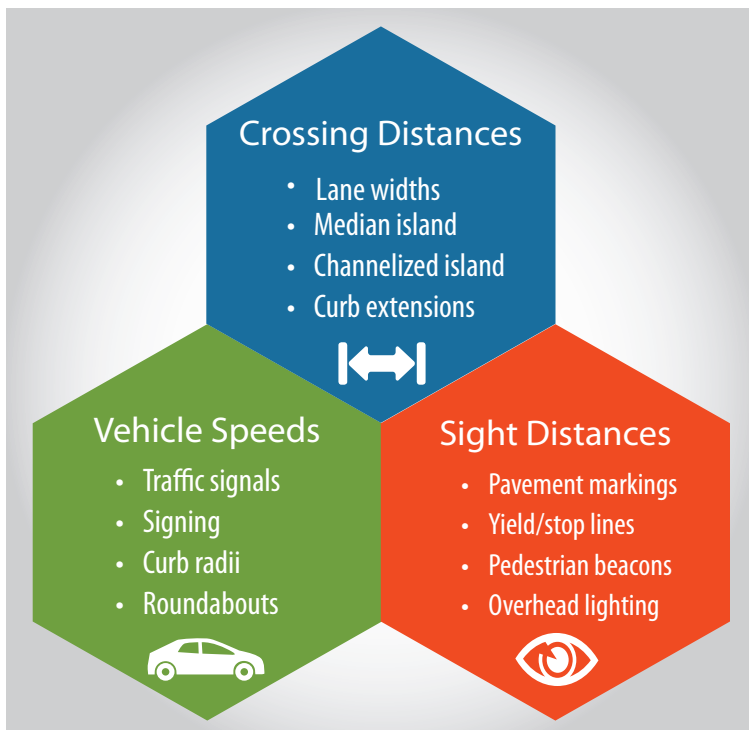 Crossing Distances
• Lane widths
• Median island
• Channelized island
• Curb extensions
Vehicle Speeds
• Traffic signals
• Signing
• Curb radii
• Roundabouts
Sight Distances
• Pavement markings
• Yield/stop lines
• Pedestrian beacons
• Overhead lighting